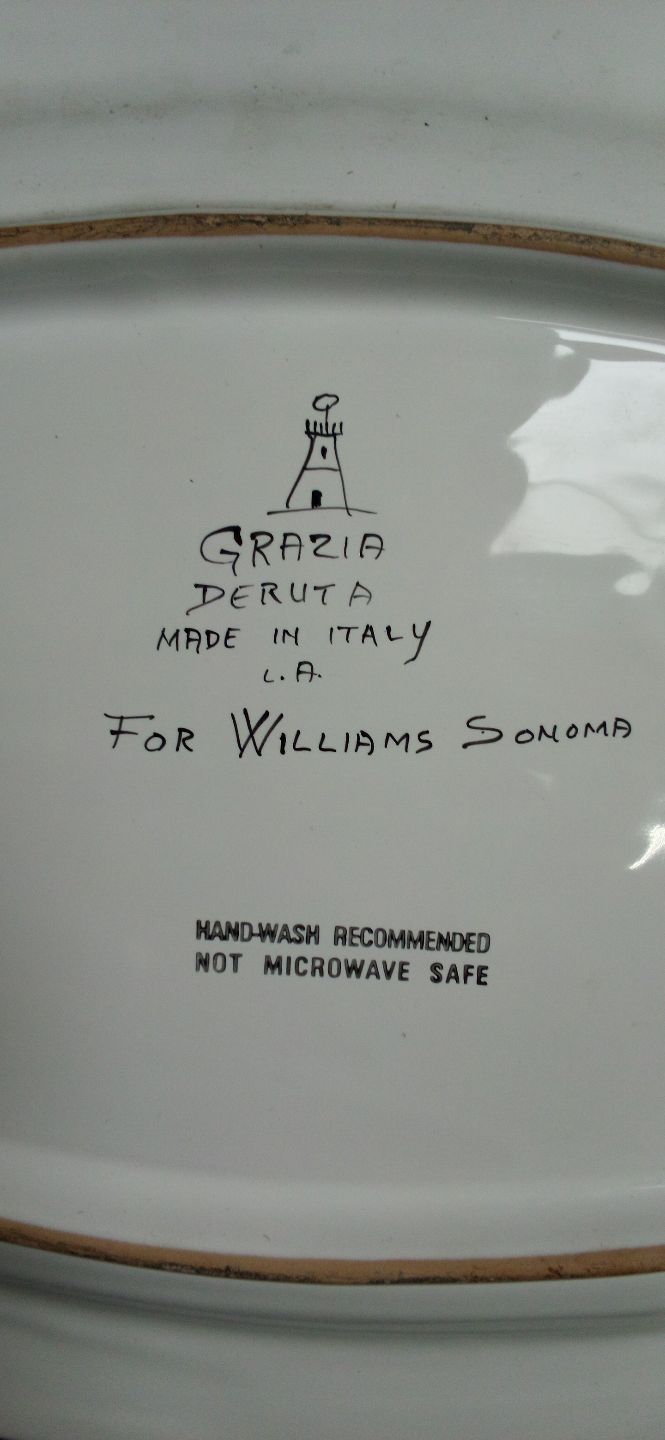 GRAZIA
DERUTA
MADE IN ITALY
L.A.
FOR WILLIAMS SONOMA
HAND-WASH RECOMMENDED
NOT MICROWAVE SAFE